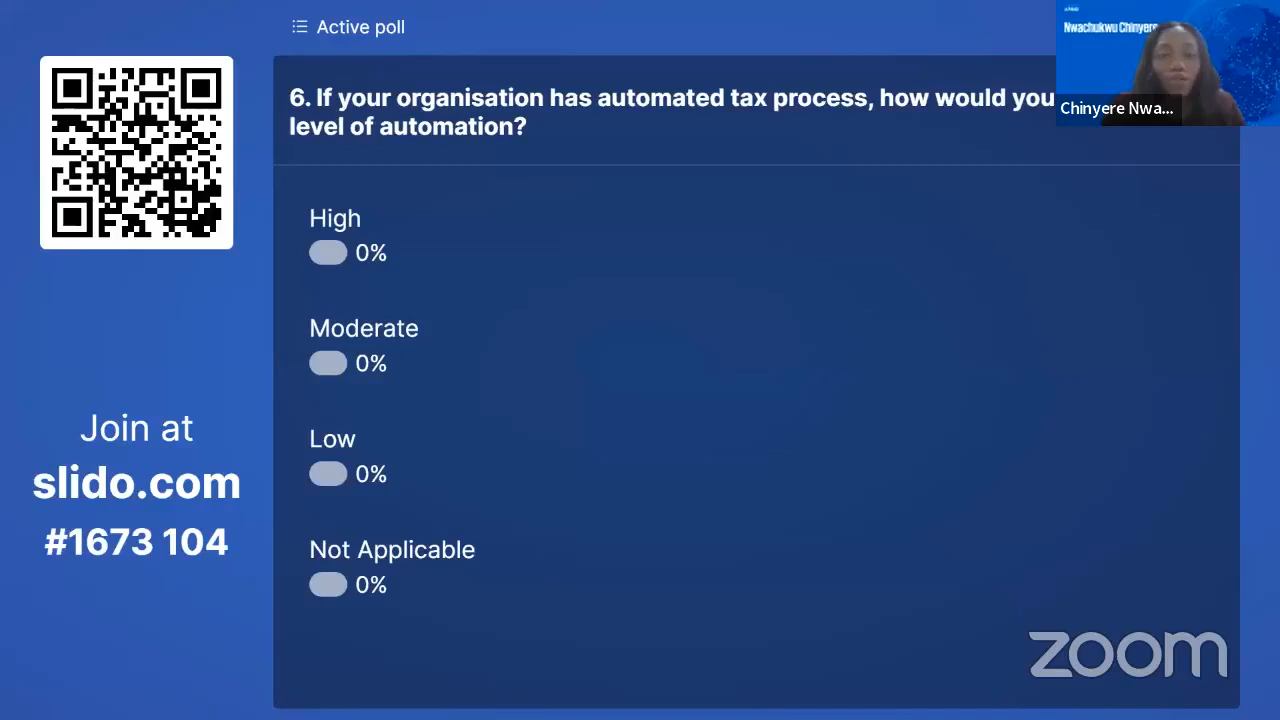 Active poll
6. If your organisation has automated tax process, how would you
level of automation?
High
0%
Moderate
0%
Low
0%
Not Applicable
0%
Join at
slido.com
#1673 104
Nwachukwu Chinyere
Chinyere Nwa...
zoom